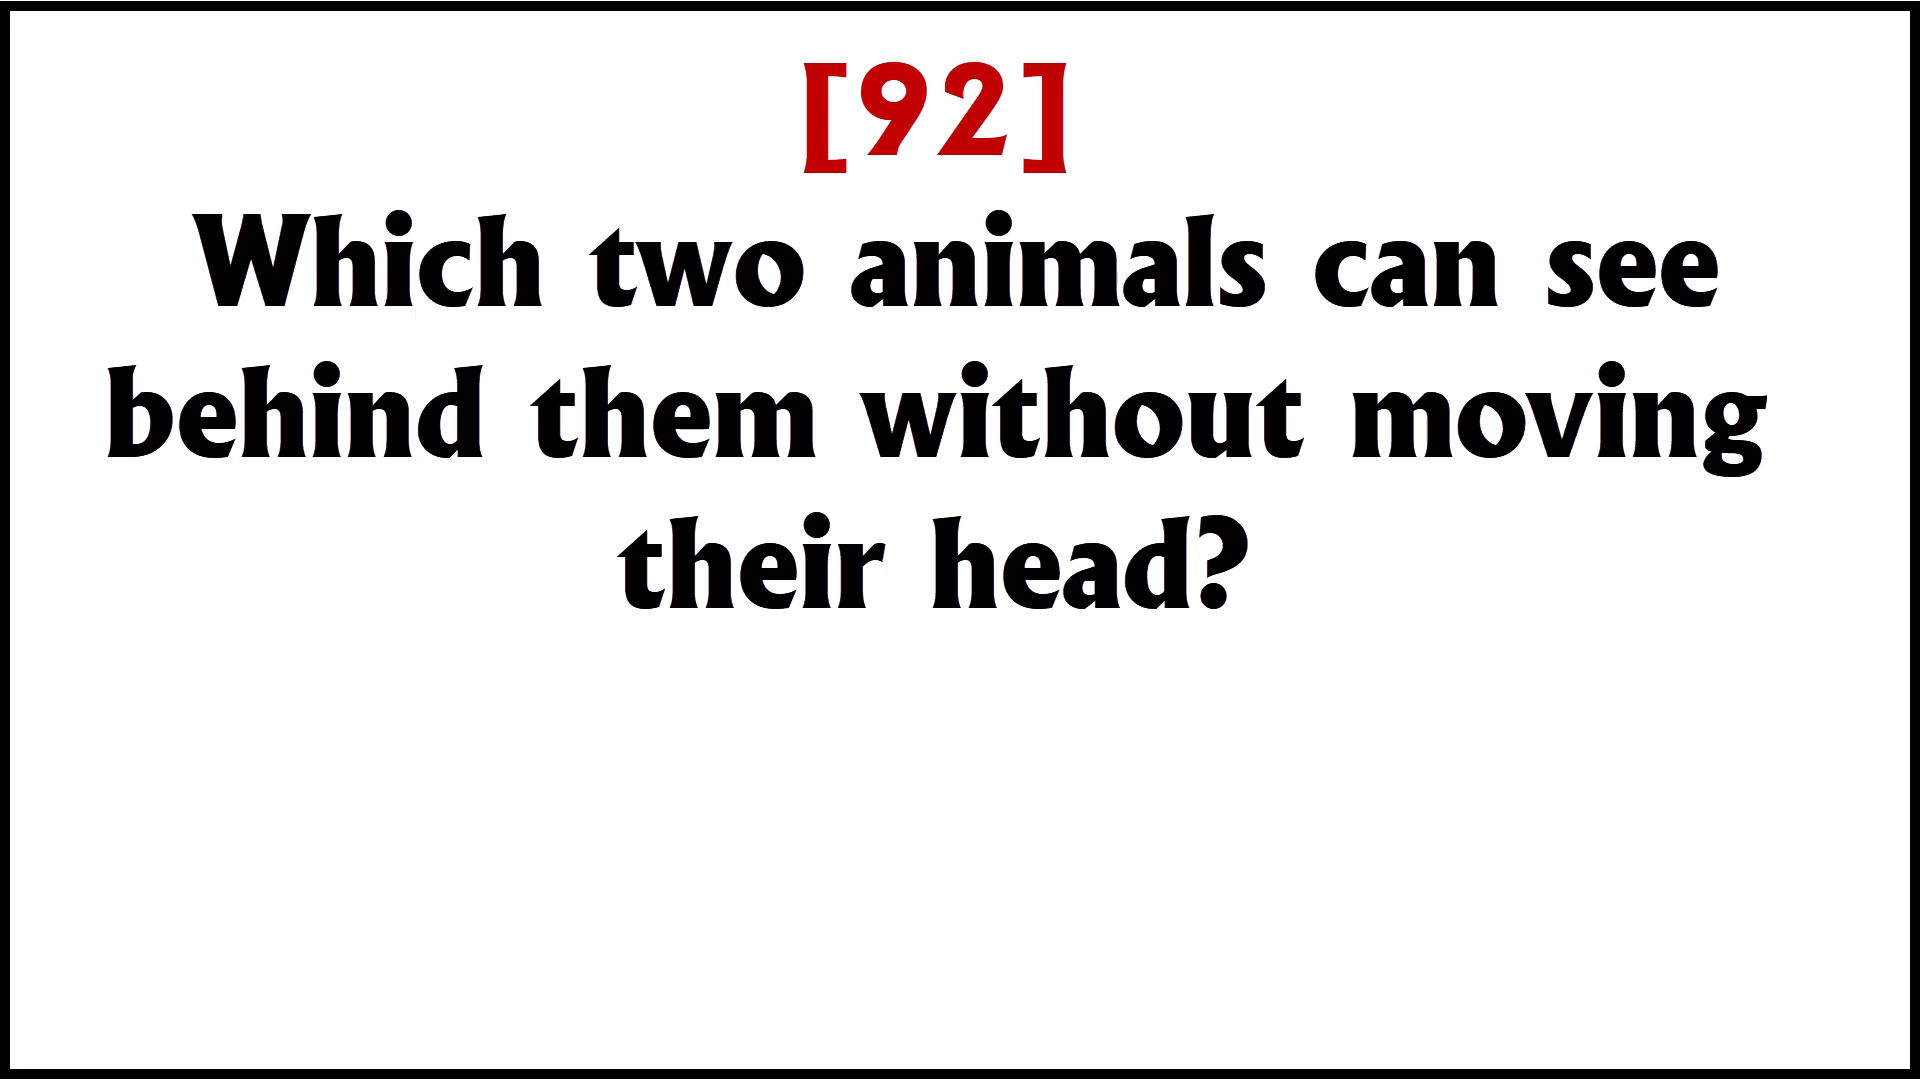 [92]
Which two animals can see
behind them without moving
their head?